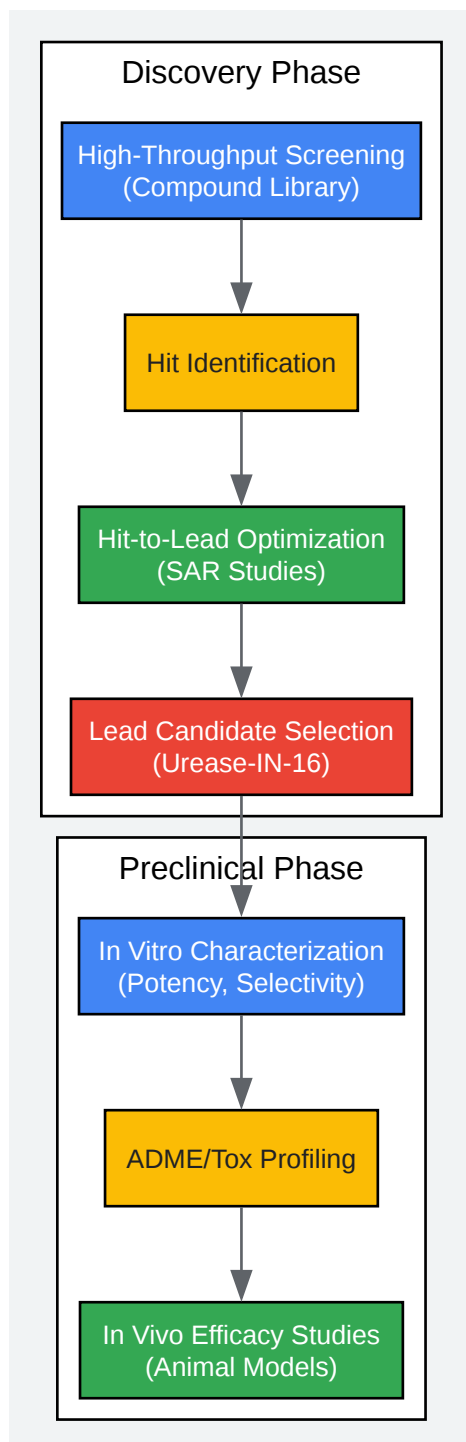 Discovery Phase
High-Throughput Screening
(Compound Library)
Hit Identification
Hit-to-Lead Optimization
(SAR Studies)
Lead Candidate Selection
(Urease-IN-16)
Preclinical Phase
In Vitro Characterization
(Potency, Selectivity)
ADME/Tox Profiling
In Vivo Efficacy Studies
(Animal Models)